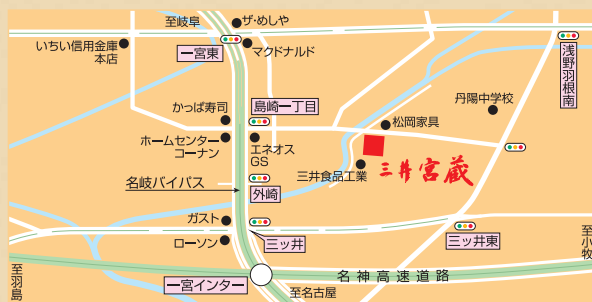 至岐阜
ザ・めしや
いちい信用金庫
本店
一宮東
マクドナルド
浅野羽根南
かっぱ寿司
島崎一丁目
丹陽中学校
松岡家具
ホームセンター
コーナン
エネオス
GS
三井食品工業
三井宮蔵
名岐バイパス
外崎
ガスト
ローソン
三ッ井
三ッ井東
至小牧
至羽島
一宮インター
名神高速道路
至名古屋